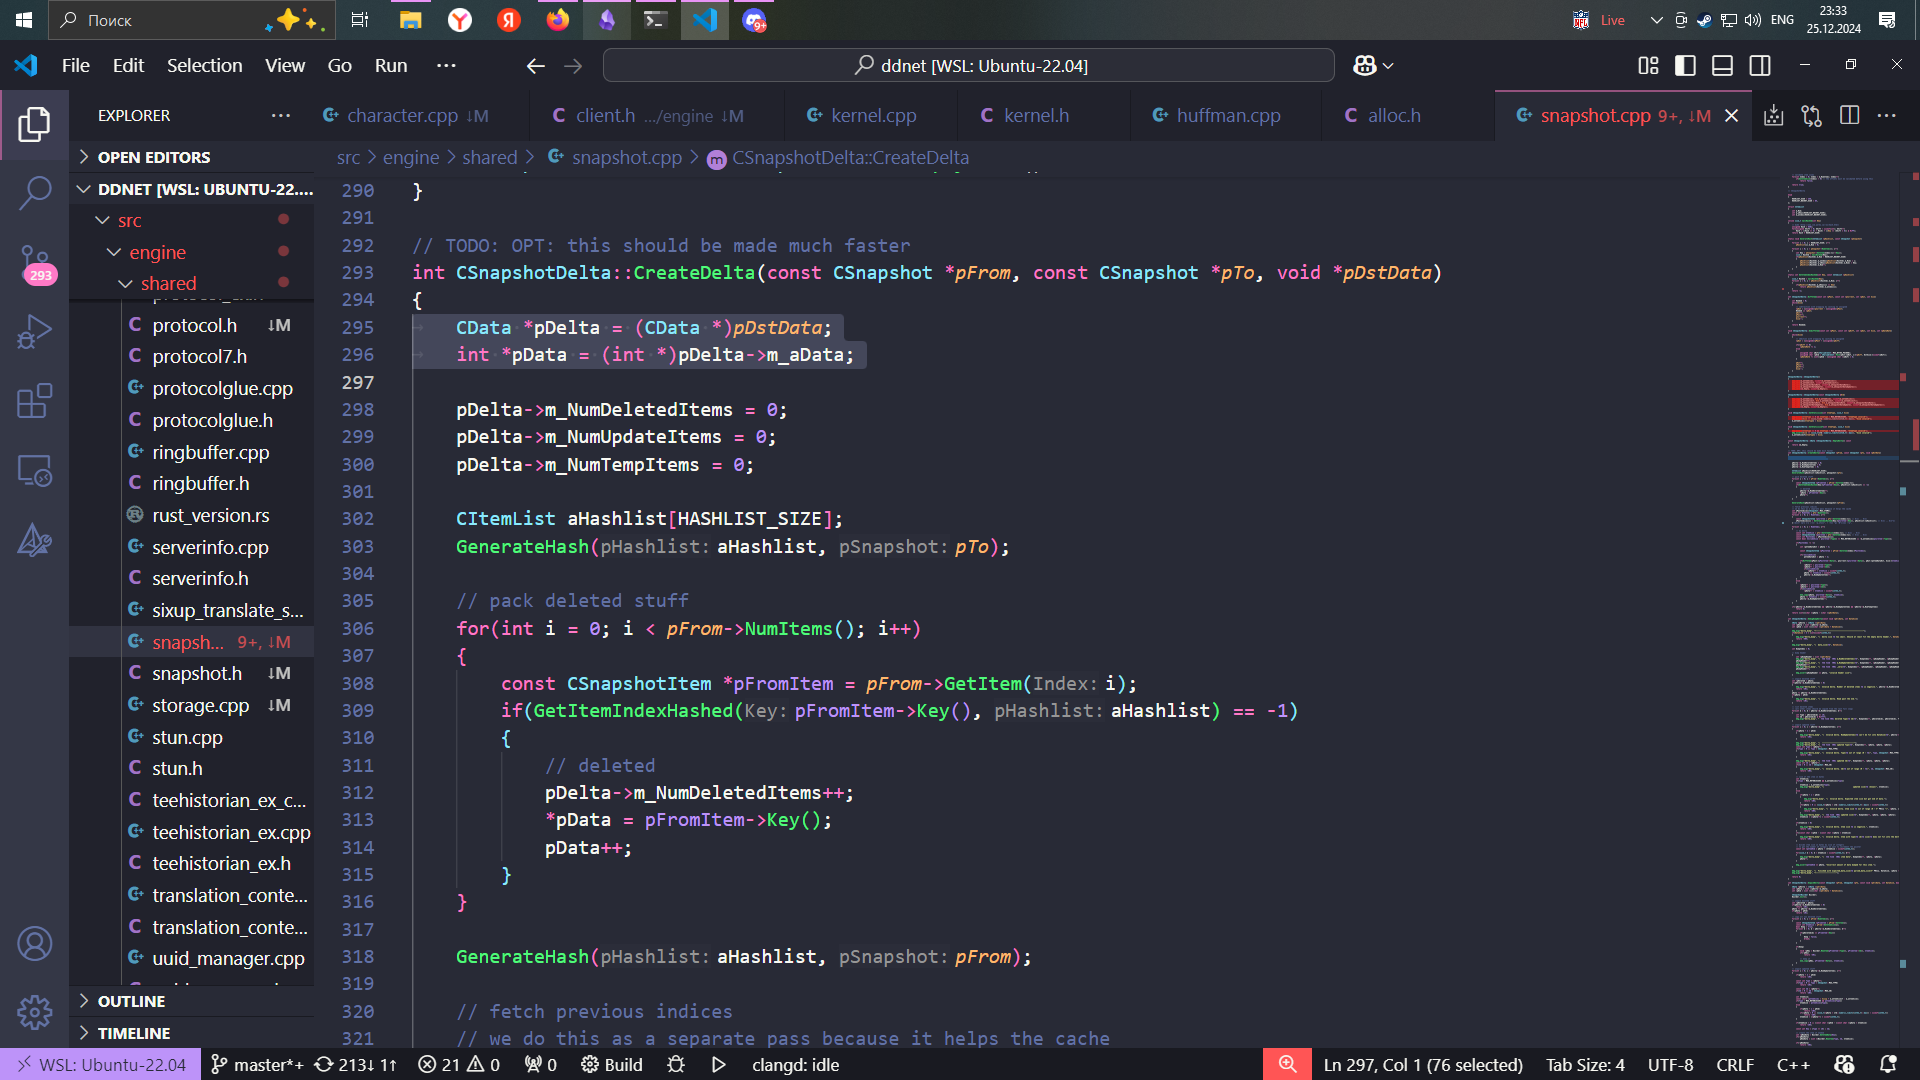 Поиск
Live
ENG
23:33
25.12.2024
File Edit Selection View Go Run ...
ddnet [WSL: Ubuntu-22.04]
EXPLORER
character.cpp ↓M
client.h .../engine ↓M
kernel.cpp
kernel.h
huffman.cpp
alloc.h
snapshot.cpp 9+, ↓M
src > engine > shared > snapshot.cpp > CSnapshotDelta::CreateDelta
OPEN EDITORS
DDNET [WSL: UBUNTU-22....
src
engine
shared
protocol.h ↓M
protocol7.h
protocolglue.cpp
protocolglue.h
ringbuffer.cpp
ringbuffer.h
rust_version.rs
serverinfo.cpp
serverinfo.h
sixup_translate_s...
snapsh... 9+, ↓M
snapshot.h ↓M
storage.cpp ↓M
stun.cpp
stun.h
teehistorian_ex_c...
teehistorian_ex.cpp
teehistorian_ex.h
translation_conte...
translation_conte...
uuid_manager.cpp
OUTLINE
TIMELINE
293
290 }
291
292 // TODO: OPT: this should be made much faster
293 int CSnapshotDelta::CreateDelta(const CSnapshot *pFrom, const CSnapshot *pTo, void *pDstData)
294 {
295 CData *pDelta = (CData *)pDstData;
296 int *pData = (int *)pDelta->m_aData;
297
298 pDelta->m_NumDeletedItems = 0;
299 pDelta->m_NumUpdateItems = 0;
300 pDelta->m_NumTempItems = 0;
301
302 CItemList aHashlist[HASHLIST_SIZE];
303 GenerateHash(pHashlist: aHashlist, pSnapshot: pTo);
304
305 // pack deleted stuff
306 for(int i = 0; i < pFrom->NumItems(); i++)
307 {
308 const CSnapshotItem *pFromItem = pFrom->GetItem(Index: i);
309 if(GetItemIndexHashed(Key: pFromItem->Key(), pHashlist: aHashlist) == -1)
310 {
311 // deleted
312 pDelta->m_NumDeletedItems++;
313 *pData = pFromItem->Key();
314 pData++;
315 }
316 }
317
318 GenerateHash(pHashlist: aHashlist, pSnapshot: pFrom);
319
320 // fetch previous indices
321 // we do this as a separate pass because it helps the cache
WSL: Ubuntu-22.04 master*+ 213↓ 1↑ 21 0 0 Build clangd: idle Ln 297, Col 1 (76 selected) Tab Size: 4 UTF-8 CRLF C++